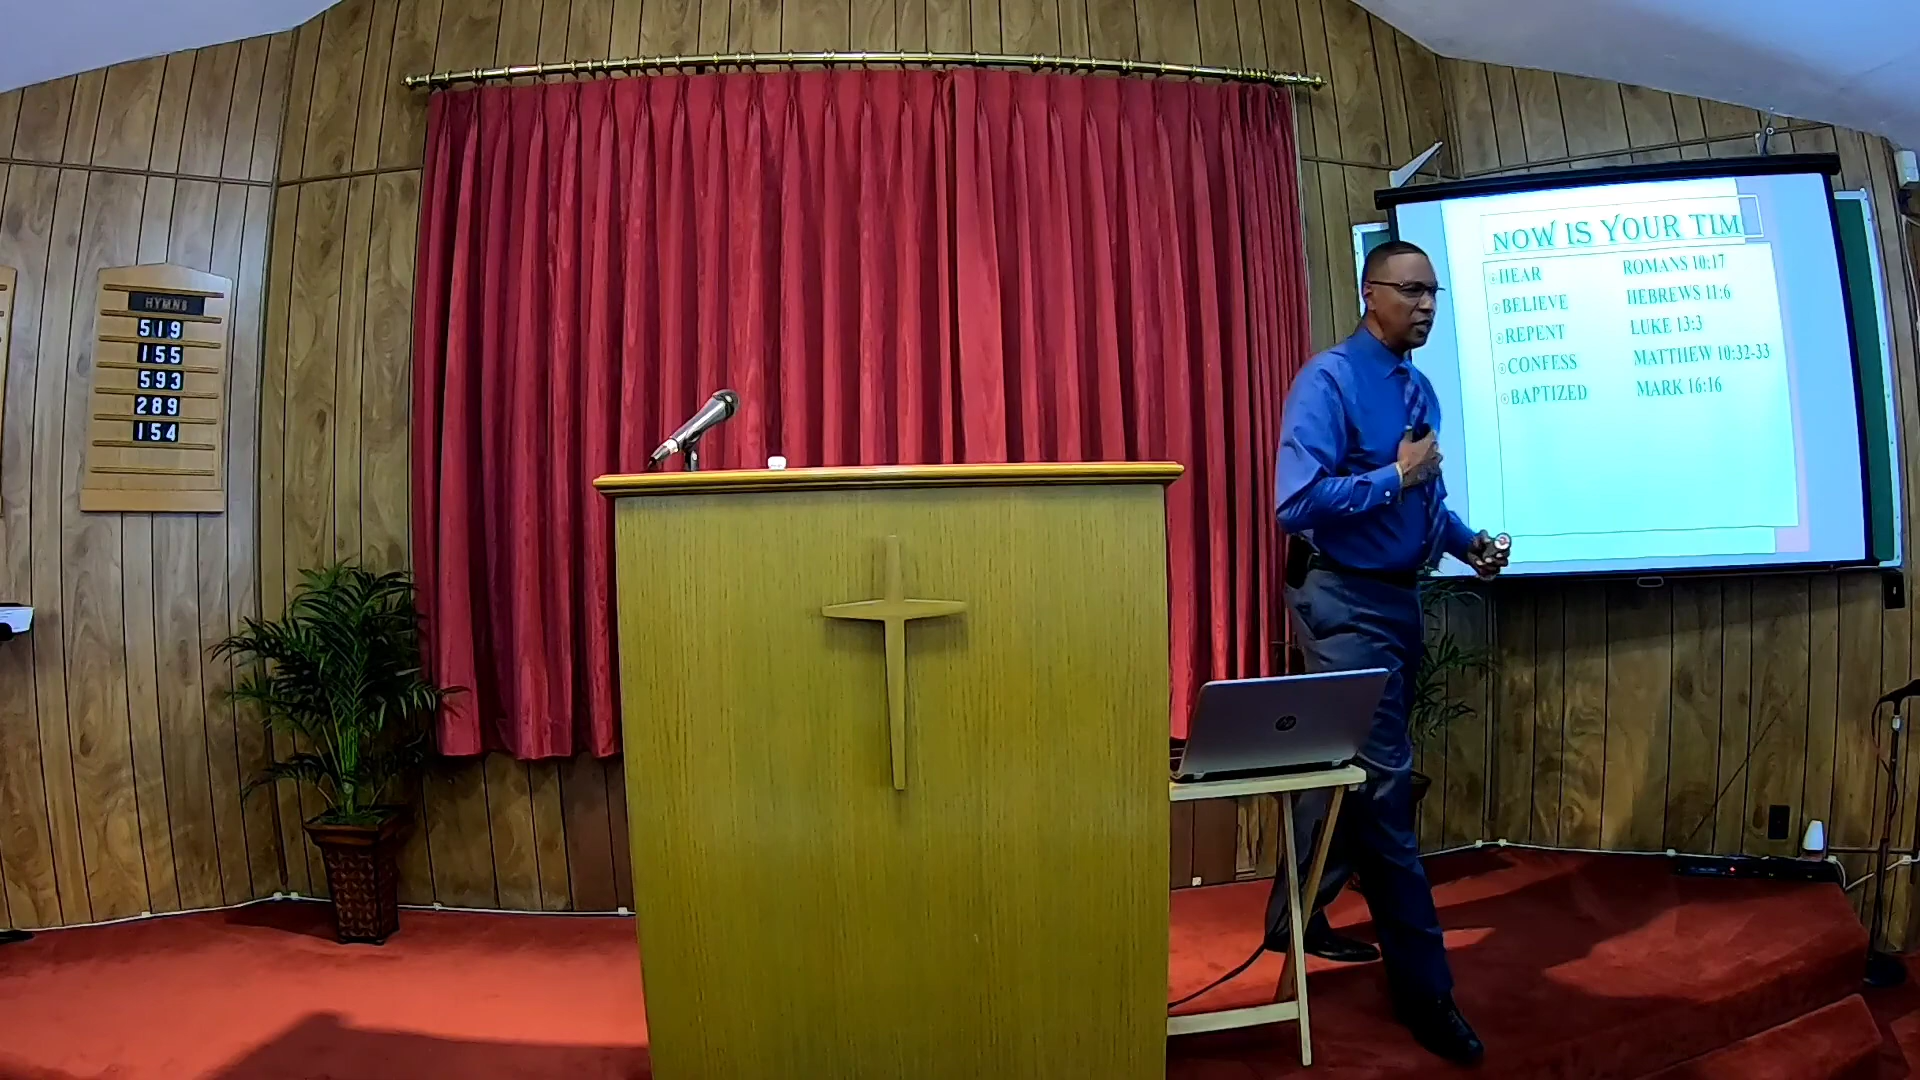 HYMNS
519
155
593
289
154
NOW IS YOUR TIM
HEAR ROMANS 10:17
BELIEVE HEBREWS 11:6
REPENT LUKE 13:3
CONFESS MATTHEW 10:32-33
BAPTIZED MARK 16:16
hp